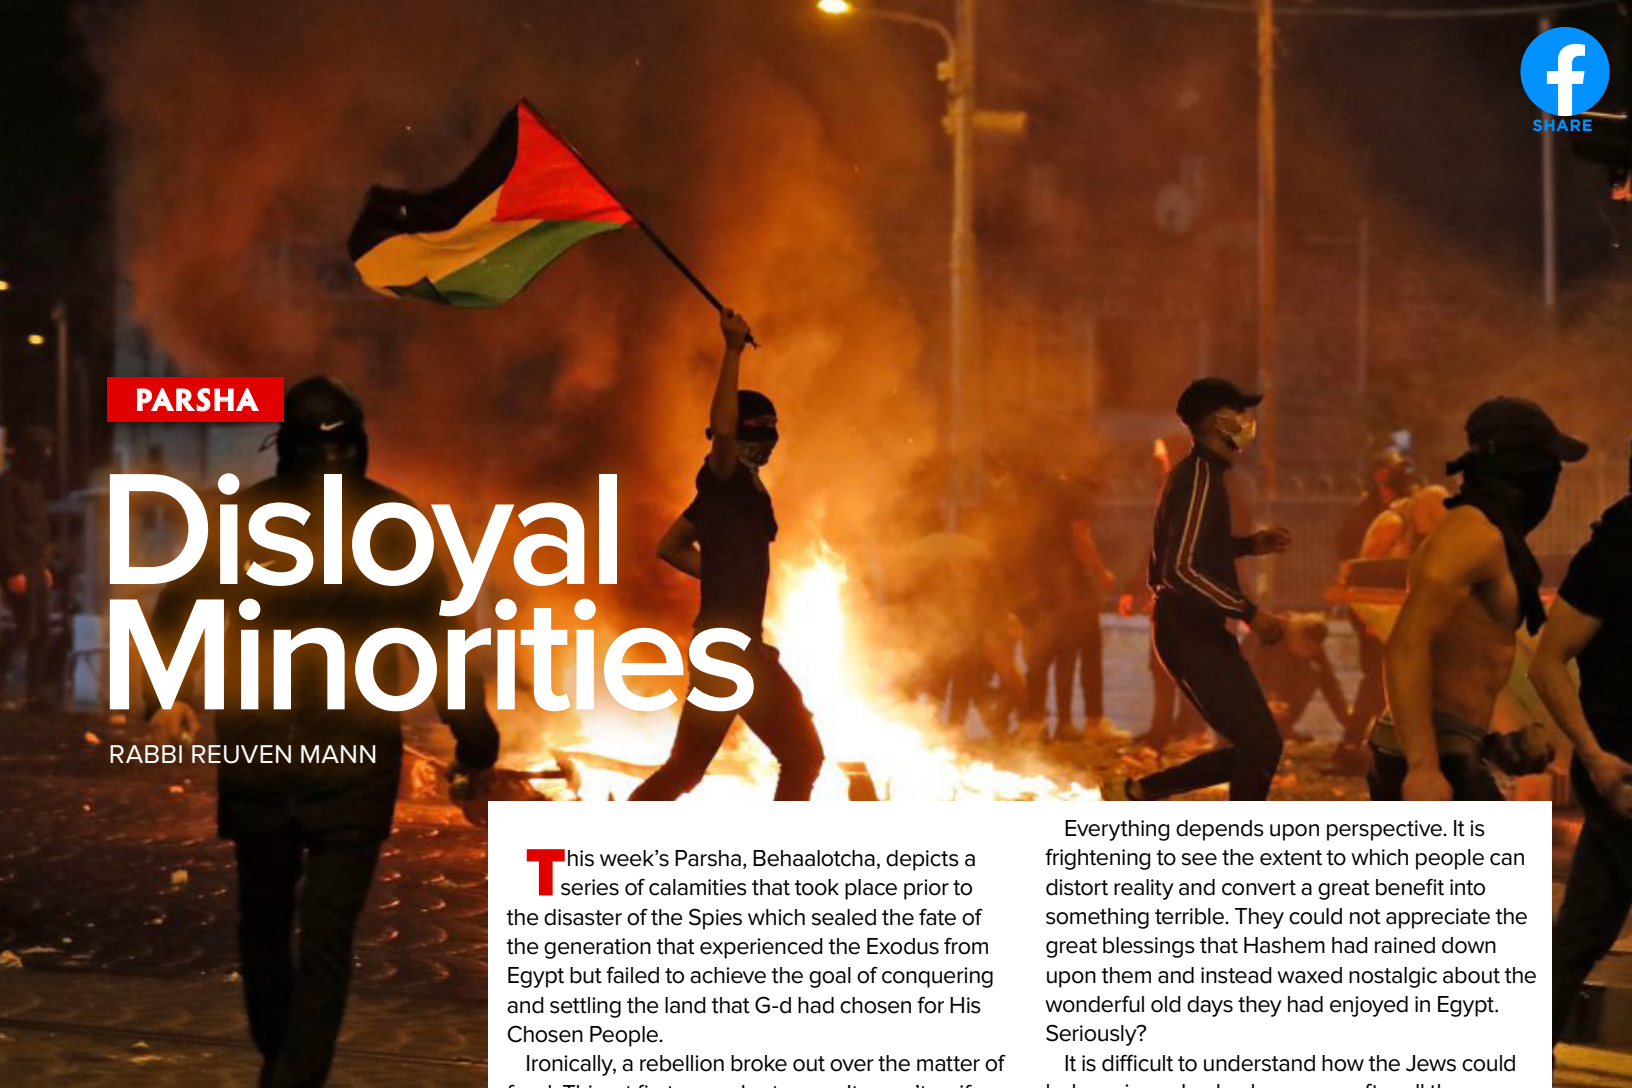 SHARE
PARSHA
Disloyal
Minorities
RABBI REUVEN MANN
This week's Parsha, Behaalotcha, depicts a
series of calamities that took place prior to
the disaster of the Spies which sealed the fate of
the generation that experienced the Exodus from
Egypt but failed to achieve the goal of conquering
and settling the land that G-d had chosen for His
Chosen People.
Ironically, a rebellion broke out over the matter of
Everything depends upon perspective. It is
frightening to see the extent to which people can
distort reality and convert a great benefit into
something terrible. They could not appreciate the
great blessings that Hashem had rained down
upon them and instead waxed nostalgic about the
wonderful old days they had enjoyed in Egypt.
Seriously?
It is difficult to understand how the Jews could